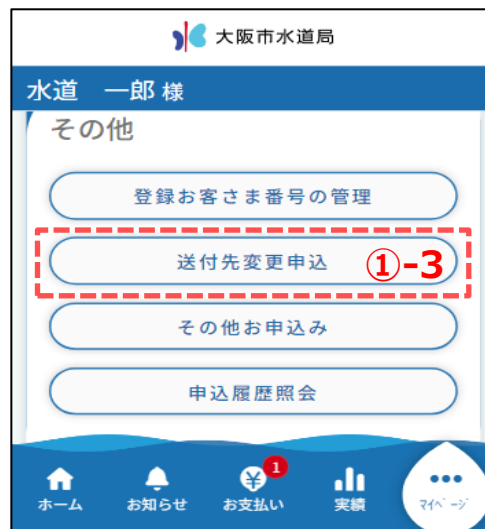 大阪市水道局
水道　一郎 様
その他
登録お客さま番号の管理
送付先変更申込 ①-3
その他お申込み
申込履歴照会
1
ホーム お知らせ お支払い 実績 マイページ